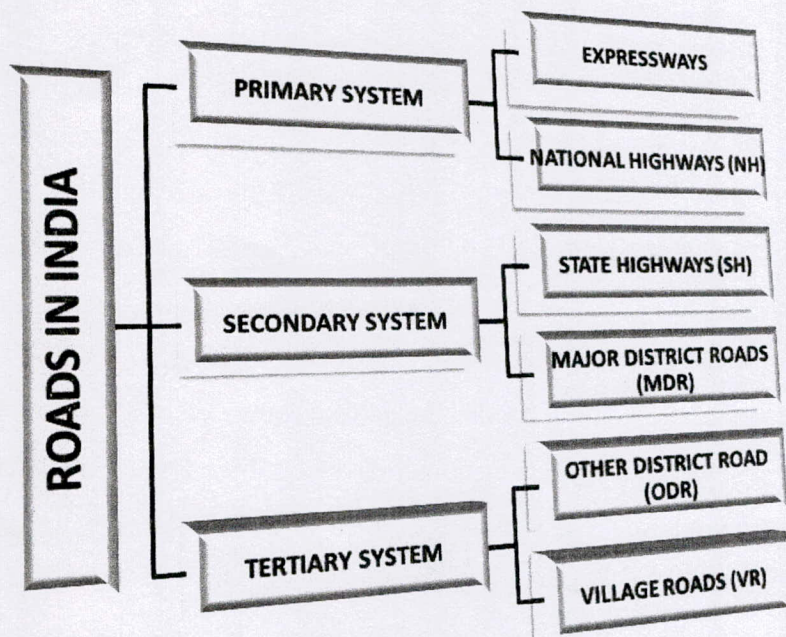 ROADS IN INDIA
PRIMARY SYSTEM
EXPRESSWAYS
NATIONAL HIGHWAYS (NH)
SECONDARY SYSTEM
STATE HIGHWAYS (SH)
MAJOR DISTRICT ROADS
(MDR)
TERTIARY SYSTEM
OTHER DISTRICT ROAD
(ODR)
VILLAGE ROADS (VR)